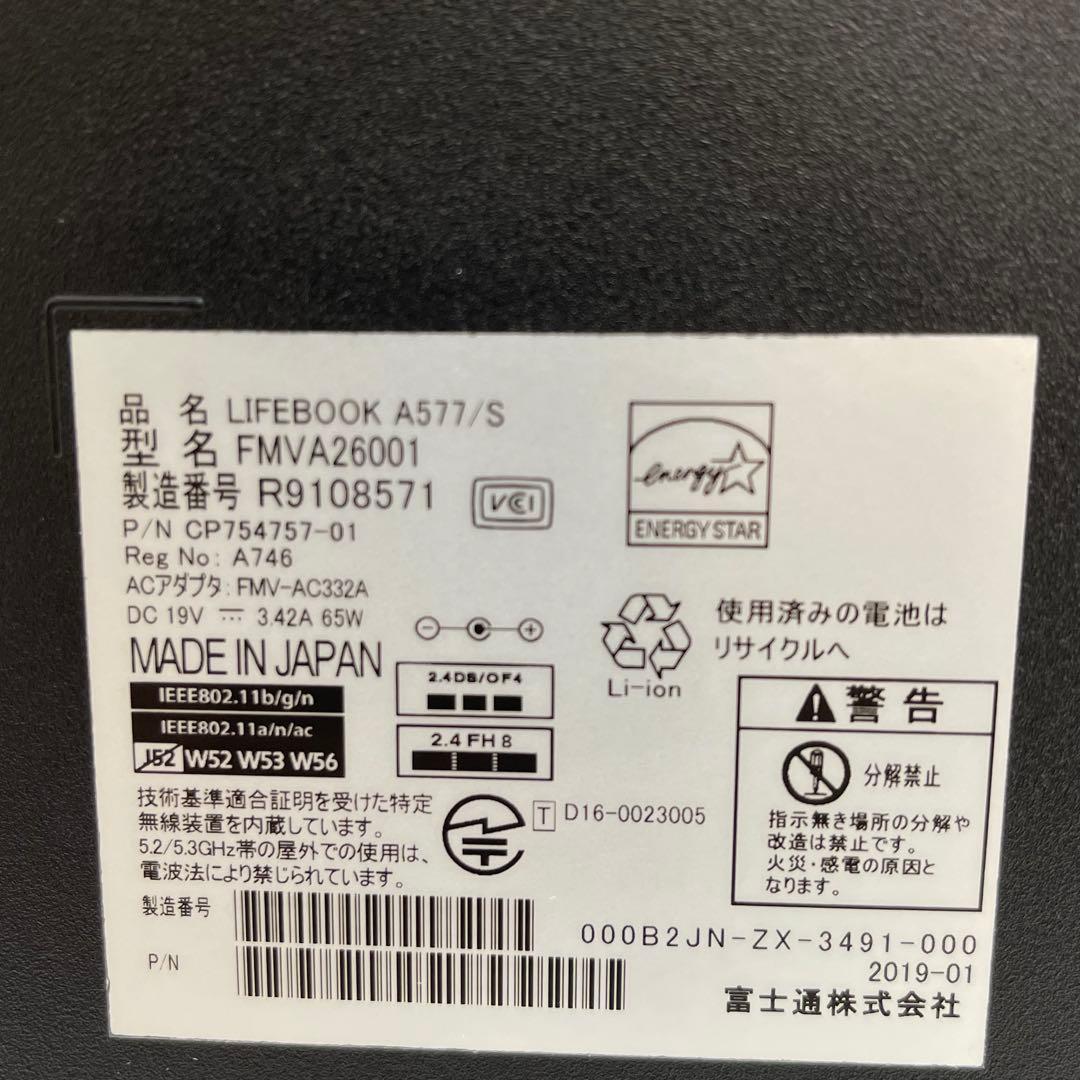 品 名 LIFEBOOK A577/S
型 名 FMVA26001
製造番号 R9108571
VCI
P/N CP754757-01
Reg No: A746
ACアダプタ: FMV-AC332A
DC 19V ⎓ 3.42A 65W
MADE IN JAPAN
energy
ENERGY STAR
使用済みの電池は
リサイクルへ
Li-ion
IEEE802.11b/g/n
IEEE802.11a/n/ac
J52 W52 W53 W56
2.4DS/OF4
2.4FH8
警告
分解禁止
指示無き場所の分解や
改造は禁止です。
火災・感電の原因と
なります。
技術基準適合証明を受けた特定
無線装置を内蔵しています。
5.2/5.3GHz帯の屋外での使用は、
電波法により禁じられています。
T D16-0023005
製造番号
P/N
000B2JN-ZX-3491-000
2019-01
富士通株式会社